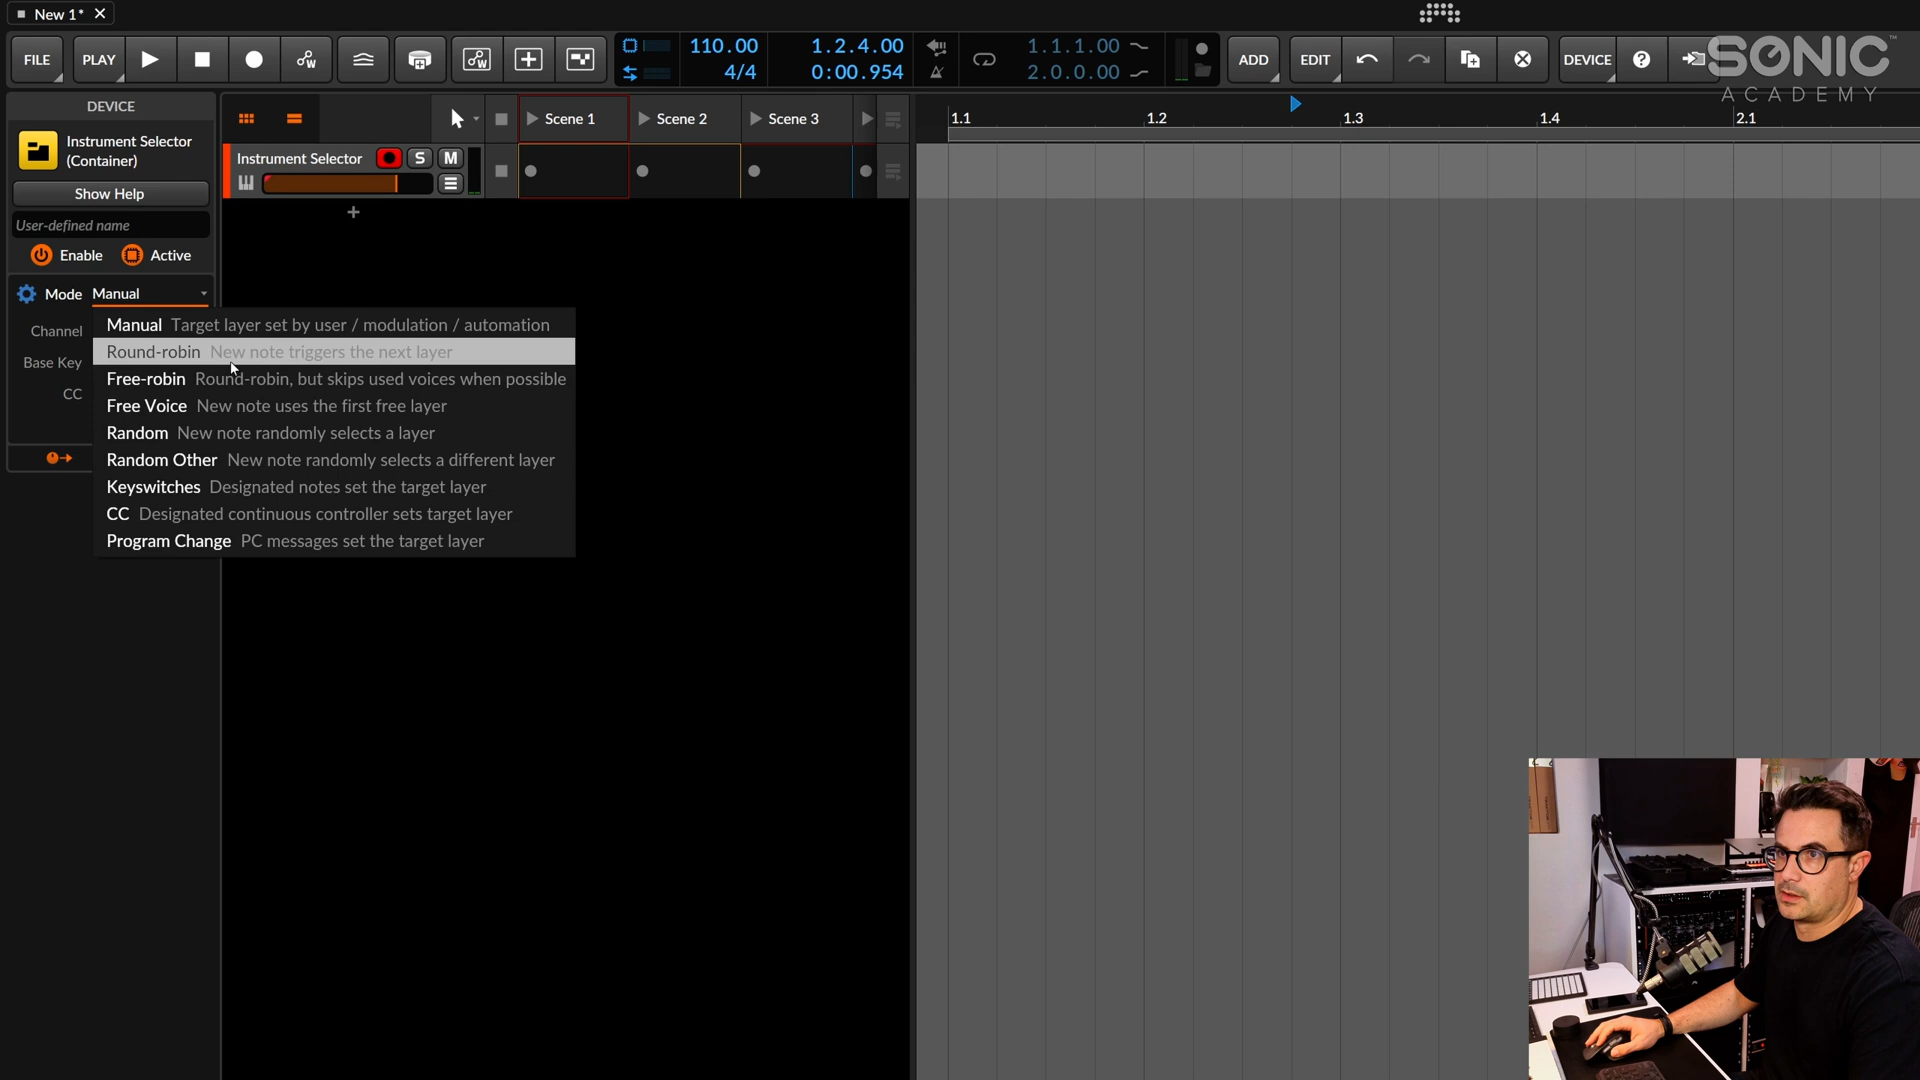 New 1*
FILE PLAY 110.00 4/4 1.2.4.00 0:00.954 1.1.1.00 2.0.0.00 ADD EDIT DEVICE
SONIC™
ACADEMY
DEVICE
Instrument Selector
(Container)
Show Help
User-defined name
Enable Active
Mode Manual
Channel
Base Key
CC
Manual Target layer set by user / modulation / automation
Round-robin New note triggers the next layer
Free-robin Round-robin, but skips used voices when possible
Free Voice New note uses the first free layer
Random New note randomly selects a layer
Random Other New note randomly selects a different layer
Keyswitches Designated notes set the target layer
CC Designated continuous controller sets target layer
Program Change PC messages set the target layer
Scene 1 Scene 2 Scene 3
Instrument Selector S M
1.1 1.2 1.3 1.4 2.1